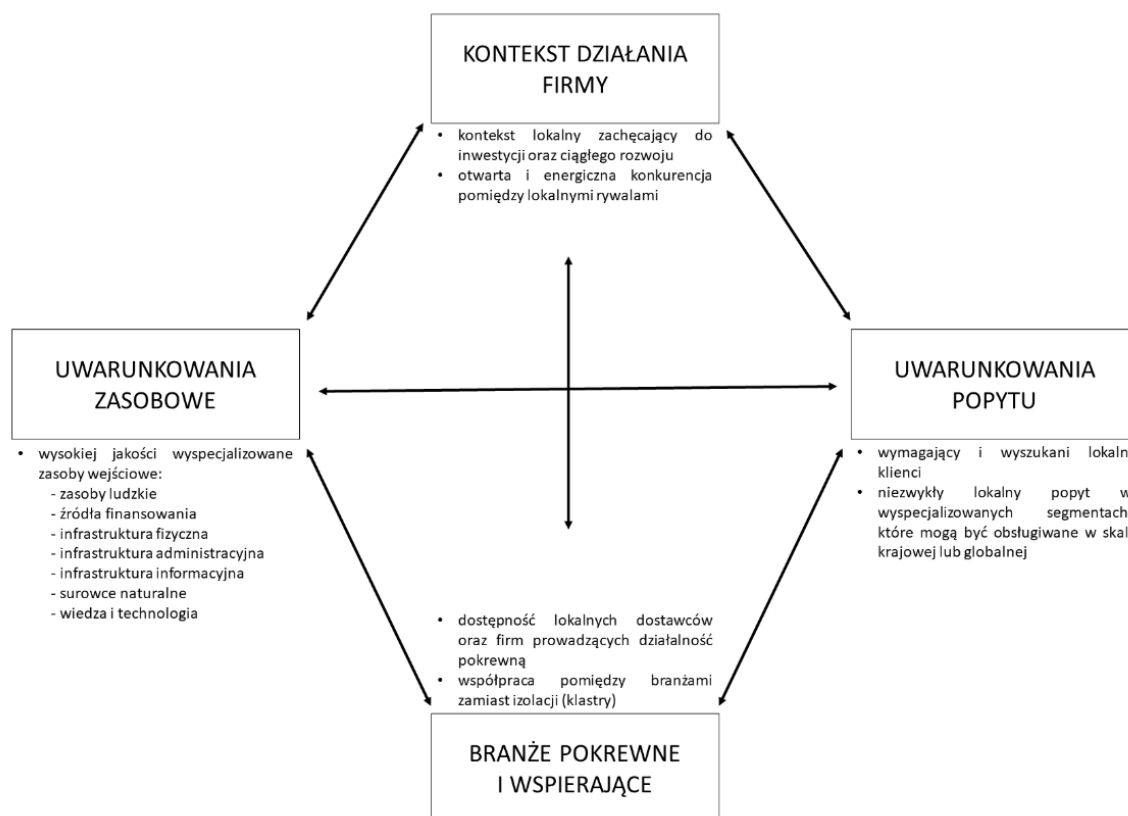 KONTEKST DZIAŁANIA
FIRMY
• kontekst lokalny zachęcający do
inwestycji oraz ciągłego rozwoju
• otwarta i energiczna konkurencja
pomiędzy lokalnymi rywalami
UWARUNKOWANIA
ZASOBOWE
• wysokiej jakości wyspecjalizowane
zasoby wejściowe:
- zasoby ludzkie
- źródła finansowania
- infrastruktura fizyczna
- infrastruktura administracyjna
- infrastruktura informacyjna
- surowce naturalne
- wiedza i technologia
UWARUNKOWANIA
POPYTU
• wymagający i wyszukani lokaln
klienci
• niezwykły lokalny popyt w
wyspecjalizowanych segmentach
które mogą być obsługiwane w skal
krajowej lub globalnej
• dostępność lokalnych dostawców
oraz firm prowadzących działalność
pokrewną
• współpraca pomiędzy branżami
zamiast izolacji (klastry)
BRANŻE POKREWNE
I WSPIERAJĄCE